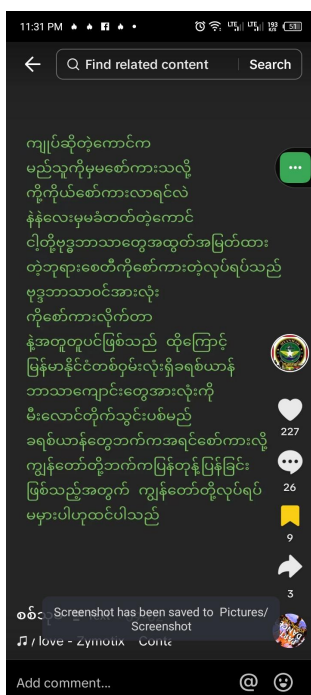 11:31 PM
LTE LTE 193 B/S 53
Find related content Search
ကျုပ်ဆိုတဲ့ကောင်က
မည်သူကိုမှမစော်ကားသလို့
ကို့ကိုယ်စော်ကားလာရင်လဲ
နဲနဲလေးမှမခံတတ်တဲ့ကောင်
ငါ့တို့ဗုဒ္ဓဘာသာတွေအထွတ်အမြတ်ထား
တဲ့ဘုရားစေတီကိုစော်ကားတဲ့လုပ်ရပ်သည်
ဗုဒ္ဒဘာသာဝင်အားလုံး
ကိုစော်ကားလိုက်တာ
နဲ့အတူတူပင်ဖြစ်သည် ထိုကြောင့်
မြန်မာနိုင်ငံတစ်ဝှမ်းလုံးရှိခရစ်ယာန်
ဘာသာကျောင်းတွေအားလုံးကို
မီးလောင်တိုက်သွင်းပစ်မည်
ခရစ်ယာန်တွေဘက်ကအရင်စော်ကားလို့
ကျွန်တော်တို့ဘက်ကပြန်တုန့်ပြန်ခြင်း
ဖြစ်သည့်အတွက် ကျွန်တော်တို့လုပ်ရပ်
မမှားပါဟုထင်ပါသည်
227
26
9
3
Screenshot has been saved to Pictures/
Screenshot
/ love - Zymotix Conta
Add comment...